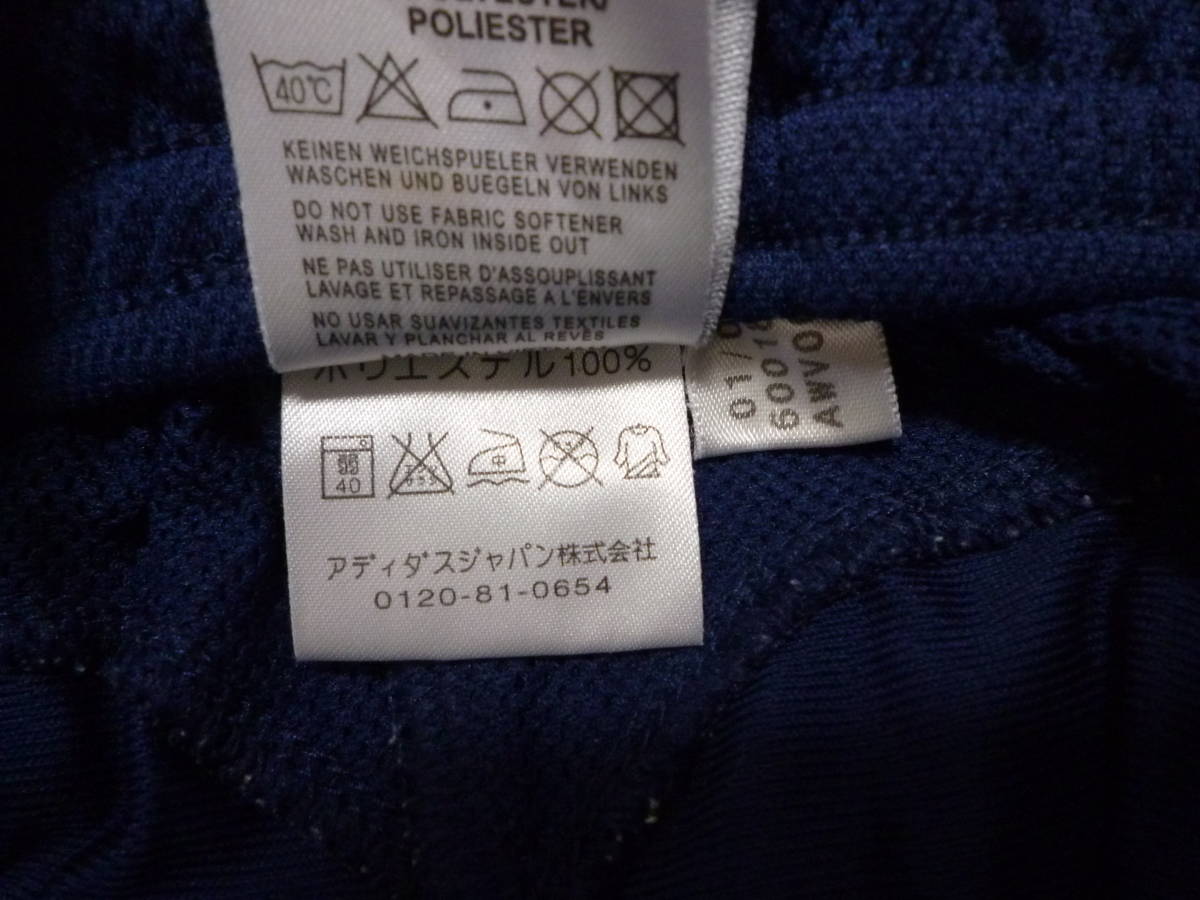 POLIESTER
40°C
KEINEN WEICHSPUELER VERWENDEN
WASCHEN UND BUEGELN VON LINKS
DO NOT USE FABRIC SOFTENER
WASH AND IRON INSIDE OUT
NE PAS UTILISER D'ASSOUPLISSANT
LAVAGE ET REPASSAGE A L'ENVERS
NO USAR SUAVIZANTES TEXTILES
LAVAR Y PLANCHAR AL REVÉS
ポリエステル100%
40
中
アディダスジャパン株式会社
0120-81-0654